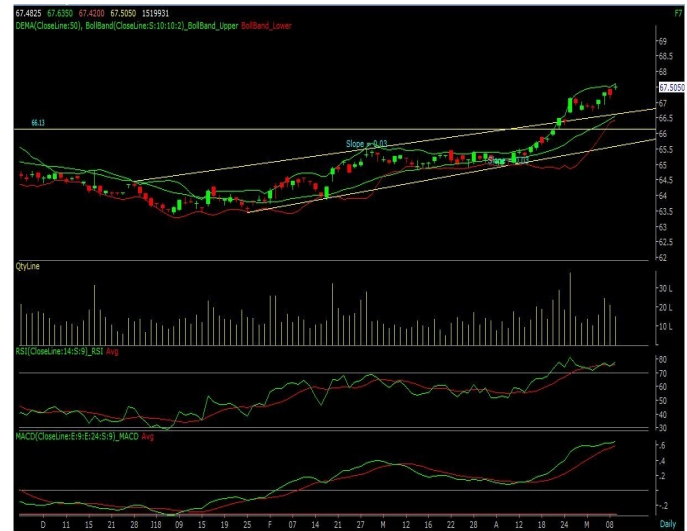 67.4825 67.6350 67.4200 67.5050 1519931 F7
DEMA(CloseLine:50), BollBand(CloseLine:S:10:10:2)_BollBand_Upper BollBand_Lower
69
68.5
68
67.5050
67
66.5
66.13
66
65.5
Slope = 0.03
Slope = 0.03
65
64.5
64
63.5
63
62.5
62
QtyLine
30 L
20 L
10 L
RSI(CloseLine:14:S:9)_RSI Avg
80
70
60
50
40
30
MACD(CloseLine:E:9:E:24:S:9)_MACD Avg
.6
.4
.2
0
-.2
D 11 15 21 28 J18 09 15 19 25 F 07 14 21 27 M 12 16 22 28 A 12 18 24 M 08 Daily